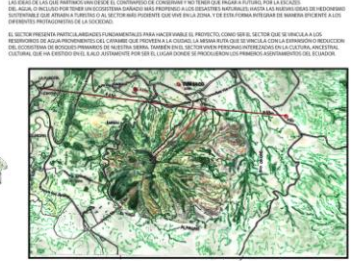 LAS IDEAS DE LAS QUE PARTIMOS VAN DESDE EL CONTRAPESO DE CONSERVAR Y NO TENER QUE PAGAR A FUTURO, POR LA ESCAZES
DEL AGUA, O INCLUSO POR TENER UN ECOSISTEMA DAÑADO MÁS PROPENSO A LOS DESASTRES NATURALES; HASTA LAS NUEVAS IDEAS DE HEDONISMO
SUSTENTABLE QUE ATRAEN A TURISTAS O AL SECTOR MÁS PUDIENTE QUE VIVE EN LA ZONA, Y DE ESTA FORMA INTEGRAR DE MANERA EFICIENTE A LOS
DIFERENTES PROTAGONISTAS DE LA SOCIEDAD.
EL SECTOR PRESENTA PARTICULARIDADES FUNDAMENTALES PARA HACER VIABLE EL PROYECTO, COMO SER EL SECTOR QUE SE VINCULA A LOS
RESERVORIOS DE AGUA PROVENIENTES DEL CAYAMBE QUE PROVEEN A LA CIUDAD, LA MISMA RUTA QUE SE VINCULA CON LA EXPANSIÓN O REDUCCION
DEL ECOSISTEMA DE BOSQUES PRIMARIOS DE NUESTRA SIERRA. TAMBIÉN EN EL SECTOR VIVEN PERSONAS INTEREZADAS EN LA CULTURA, ANCESTRAL
CULTURAL QUE HA EXISTIDO EN EL ILALO JUSTAMENTE POR SER EL LUGAR DONDE SE PRODUJERON LOS PRIMEROS ASENTAMIENTOS DEL ECUADOR